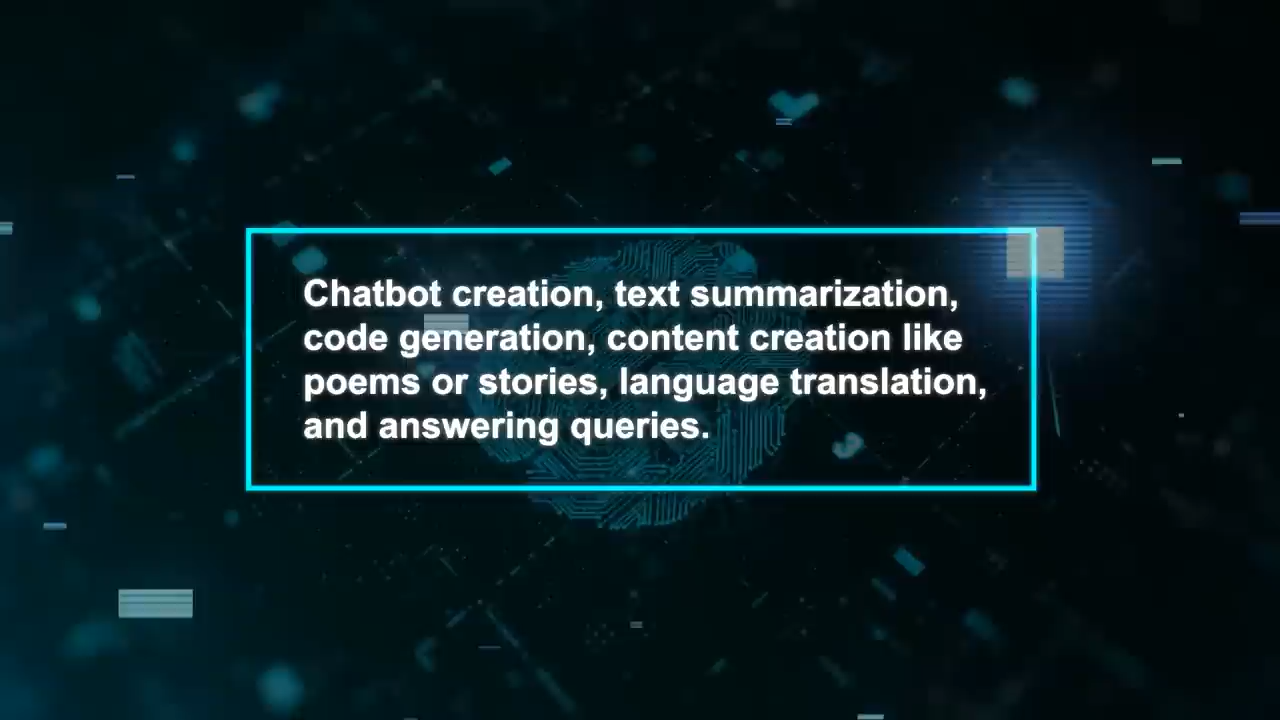 Chatbot creation, text summarization,
code generation, content creation like
poems or stories, language translation,
and answering queries.